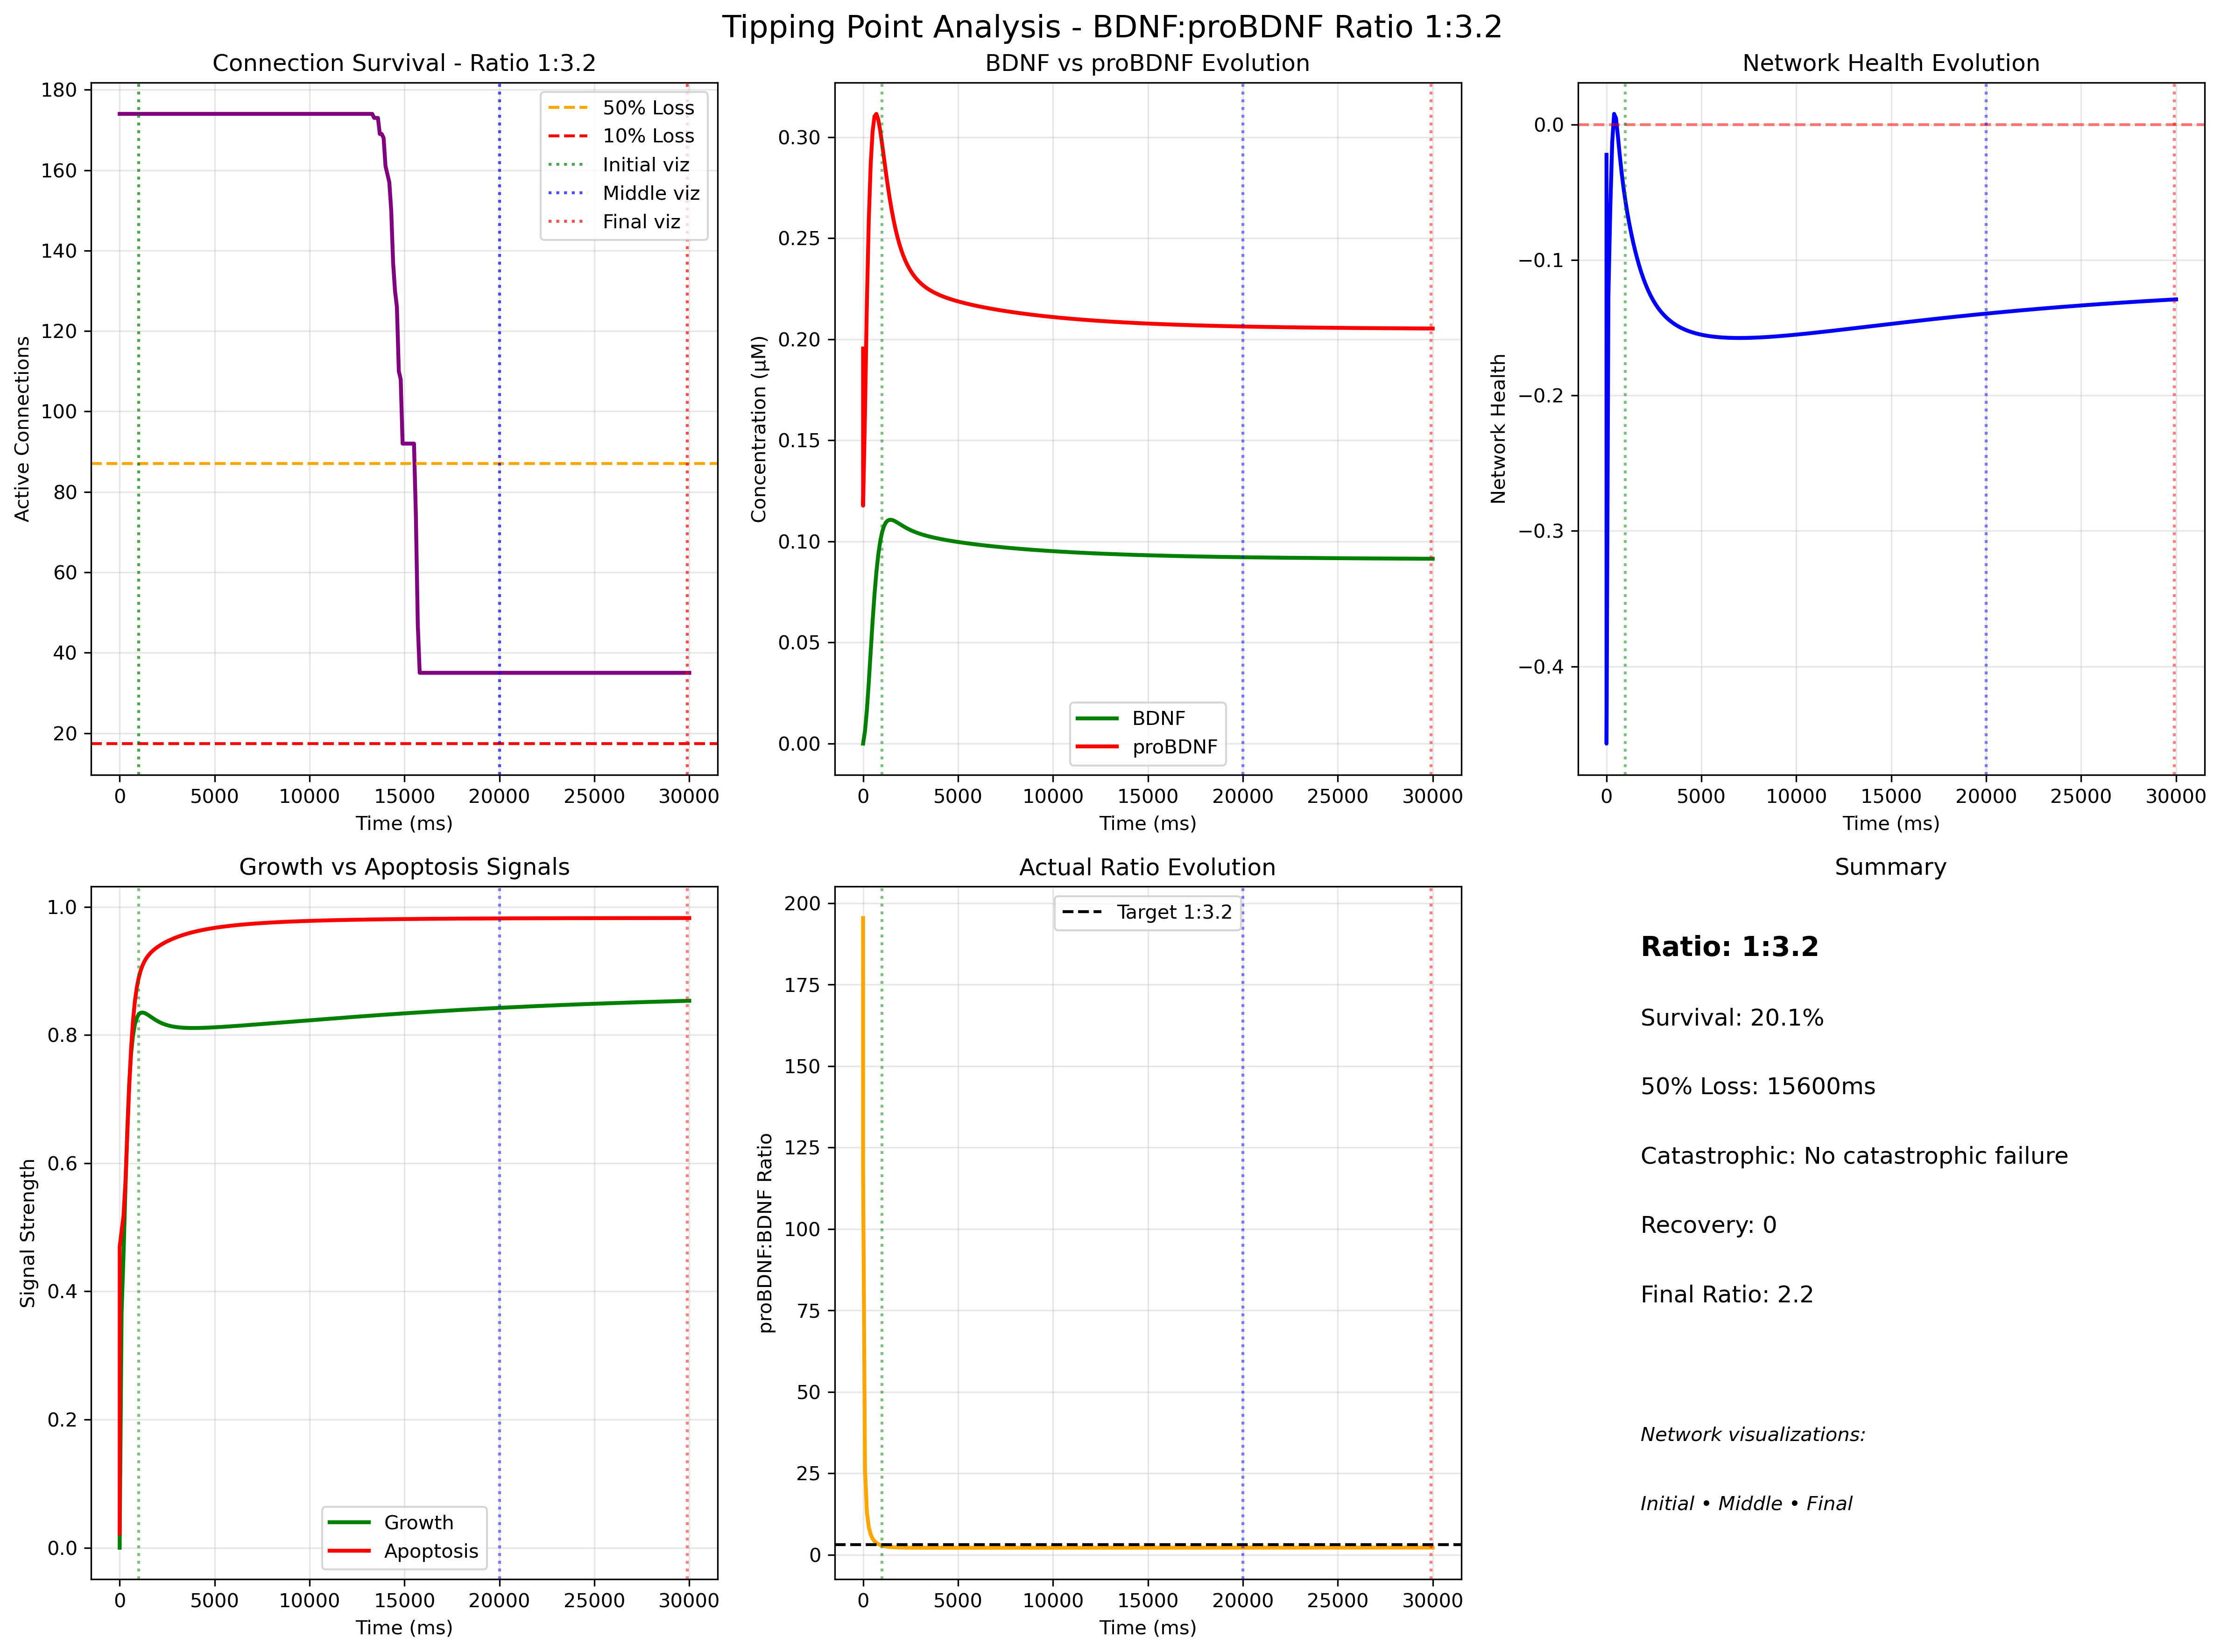 Tipping Point Analysis - BDNF:proBDNF Ratio 1:3.2
Connection Survival - Ratio 1:3.2
Active Connections
180
160
140
120
100
80
60
40
20
50% Loss
10% Loss
Initial viz
Middle viz
Final viz
0 5000 10000 15000 20000 25000 30000
Time (ms)
BDNF vs proBDNF Evolution
Concentration (μM)
0.30
0.25
0.20
0.15
0.10
0.05
0.00
BDNF
proBDNF
0 5000 10000 15000 20000 25000 30000
Time (ms)
Network Health Evolution
Network Health
0.0
−0.1
−0.2
−0.3
−0.4
0 5000 10000 15000 20000 25000 30000
Time (ms)
Growth vs Apoptosis Signals
Signal Strength
1.0
0.8
0.6
0.4
0.2
0.0
Growth
Apoptosis
0 5000 10000 15000 20000 25000 30000
Time (ms)
Actual Ratio Evolution
proBDNF:BDNF Ratio
200
175
150
125
100
75
50
25
0
Target 1:3.2
0 5000 10000 15000 20000 25000 30000
Time (ms)
Summary
Ratio: 1:3.2
Survival: 20.1%
50% Loss: 15600ms
Catastrophic: No catastrophic failure
Recovery: 0
Final Ratio: 2.2
Network visualizations:
Initial • Middle • Final